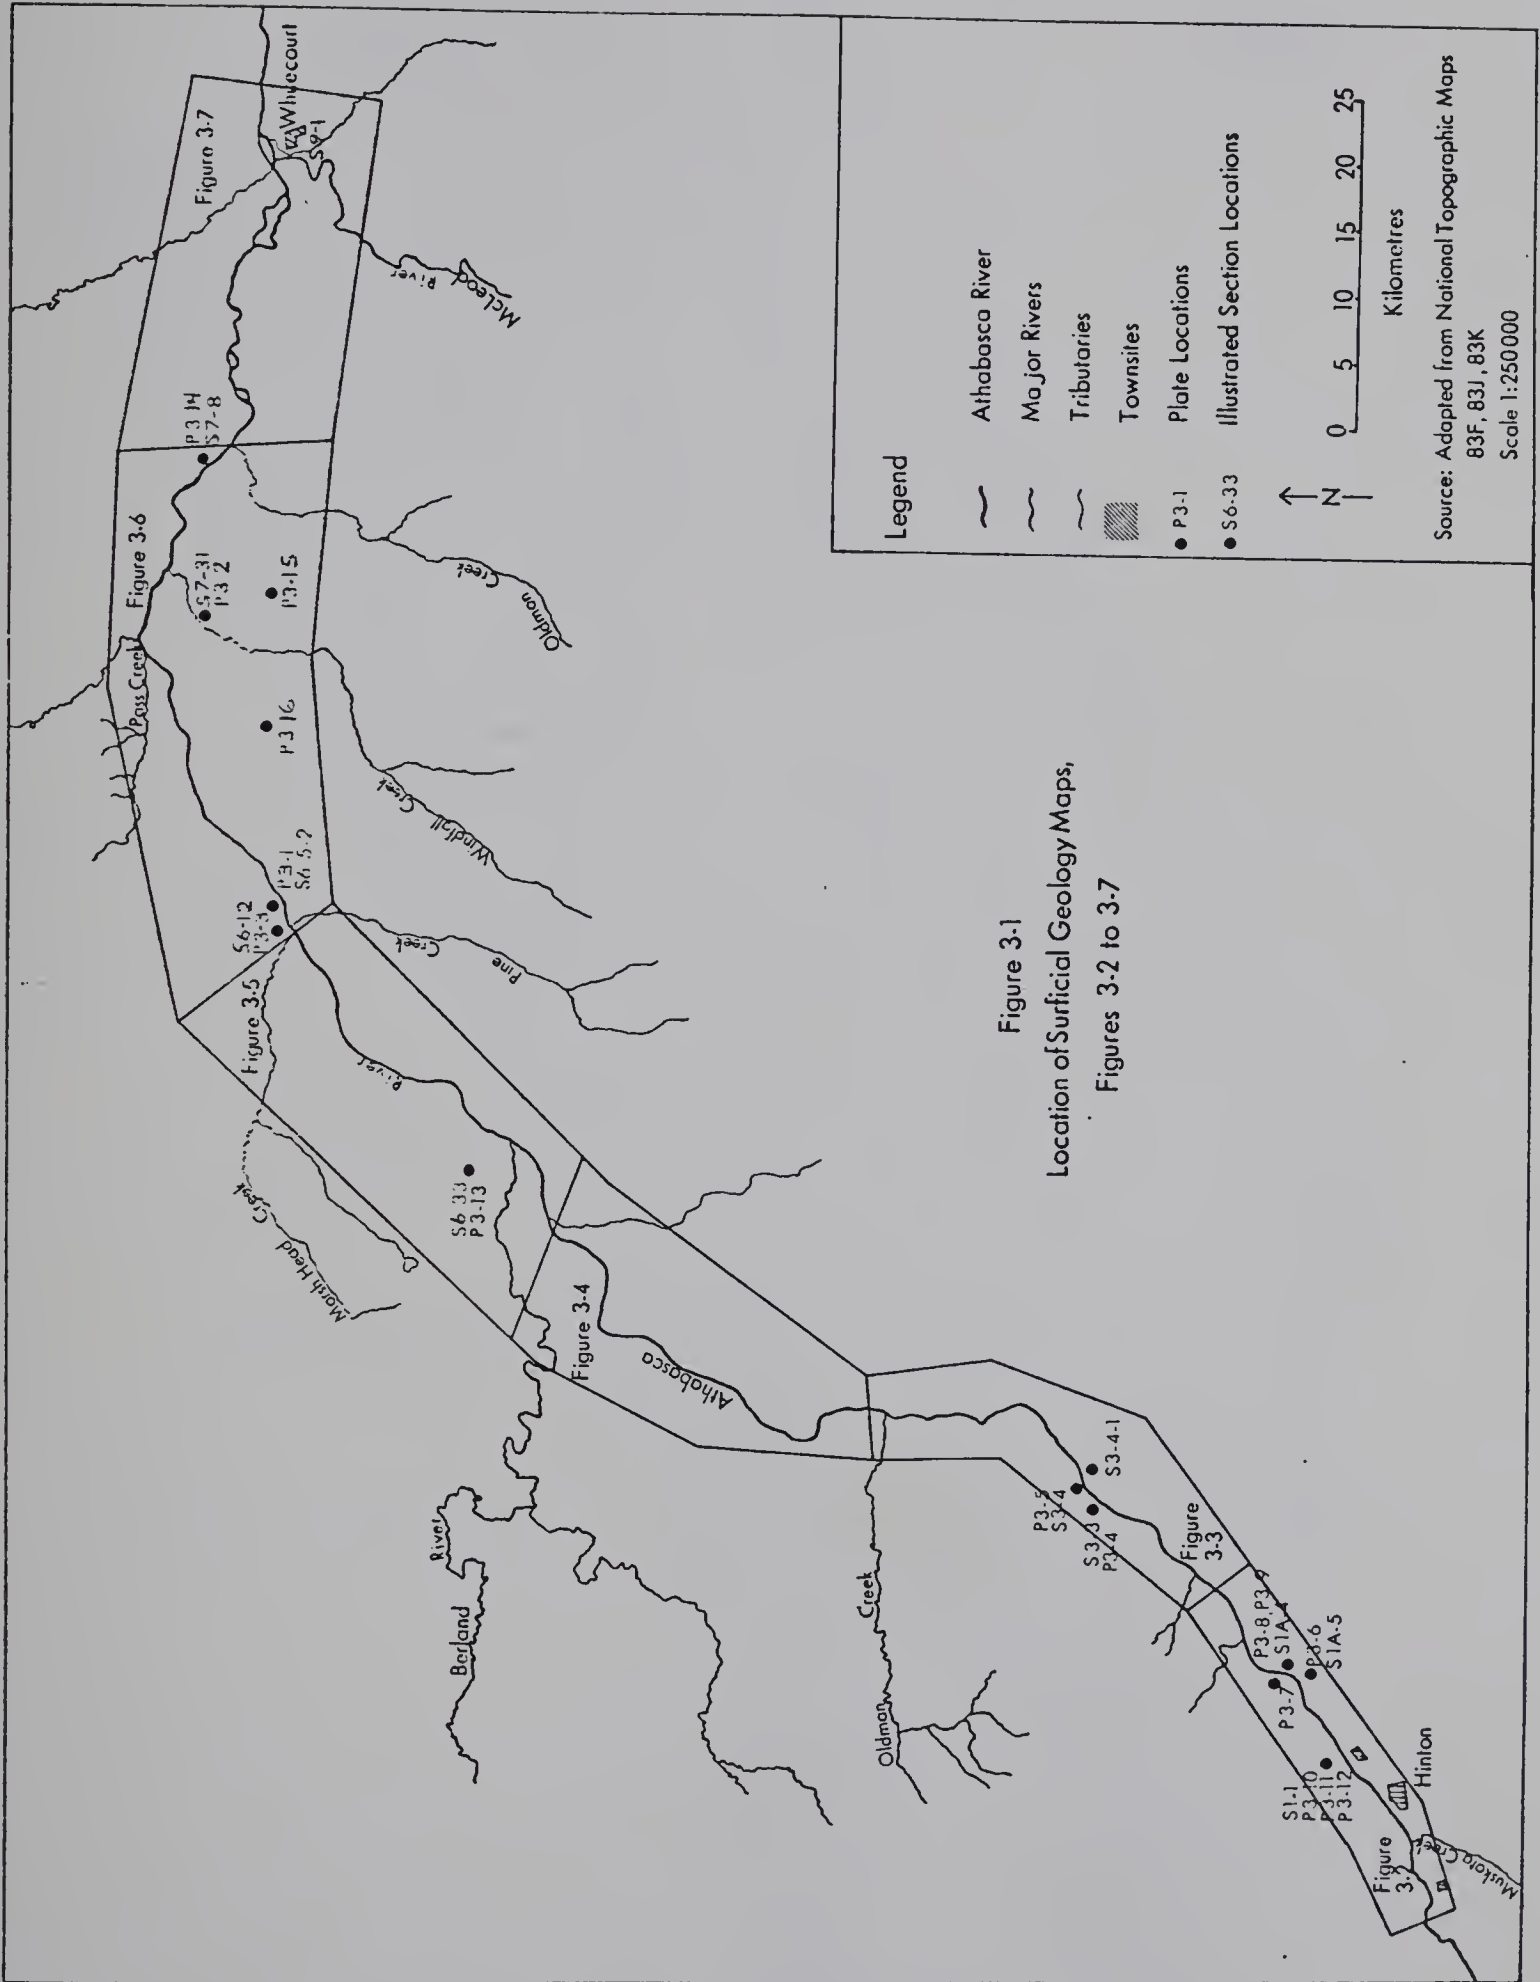 Figure 3-7
Whitecourt
S9-1
McLeod
River
P3 14
S7-8
Figure 3-6
S7-31
P3 2
P3-15
Oldman
Creek
Pass Creek
P3 16
Windfall
Creek
P3-1
S6 5-2
S6-12
P3-3
Figure 3-5
Pine
Creek
Marsh Head
Creek
River
S6 33
P3-13
Figure 3-4
Athabasca
Berland
River
Oldman
Creek
P3-5
S3-4
S3-4-1
S3-3
P3-4
Figure
3-3
P3-8, P3-9
S1A-4
P3-6
S1A-5
P3-7
S1-1
P3-10
P3-11
P3-12
Hinton
Figure
Muskuta Creek
Figure 3-1
Location of Surficial Geology Maps,
Figures 3-2 to 3-7
Legend
Athabasca River
Major Rivers
Tributaries
Townsites
P3-1 Plate Locations
S6-33 Illustrated Section Locations
N
0 5 10 15 20 25
Kilometres
Source: Adapted from National Topographic Maps
83F, 83J, 83K
Scale 1:250000